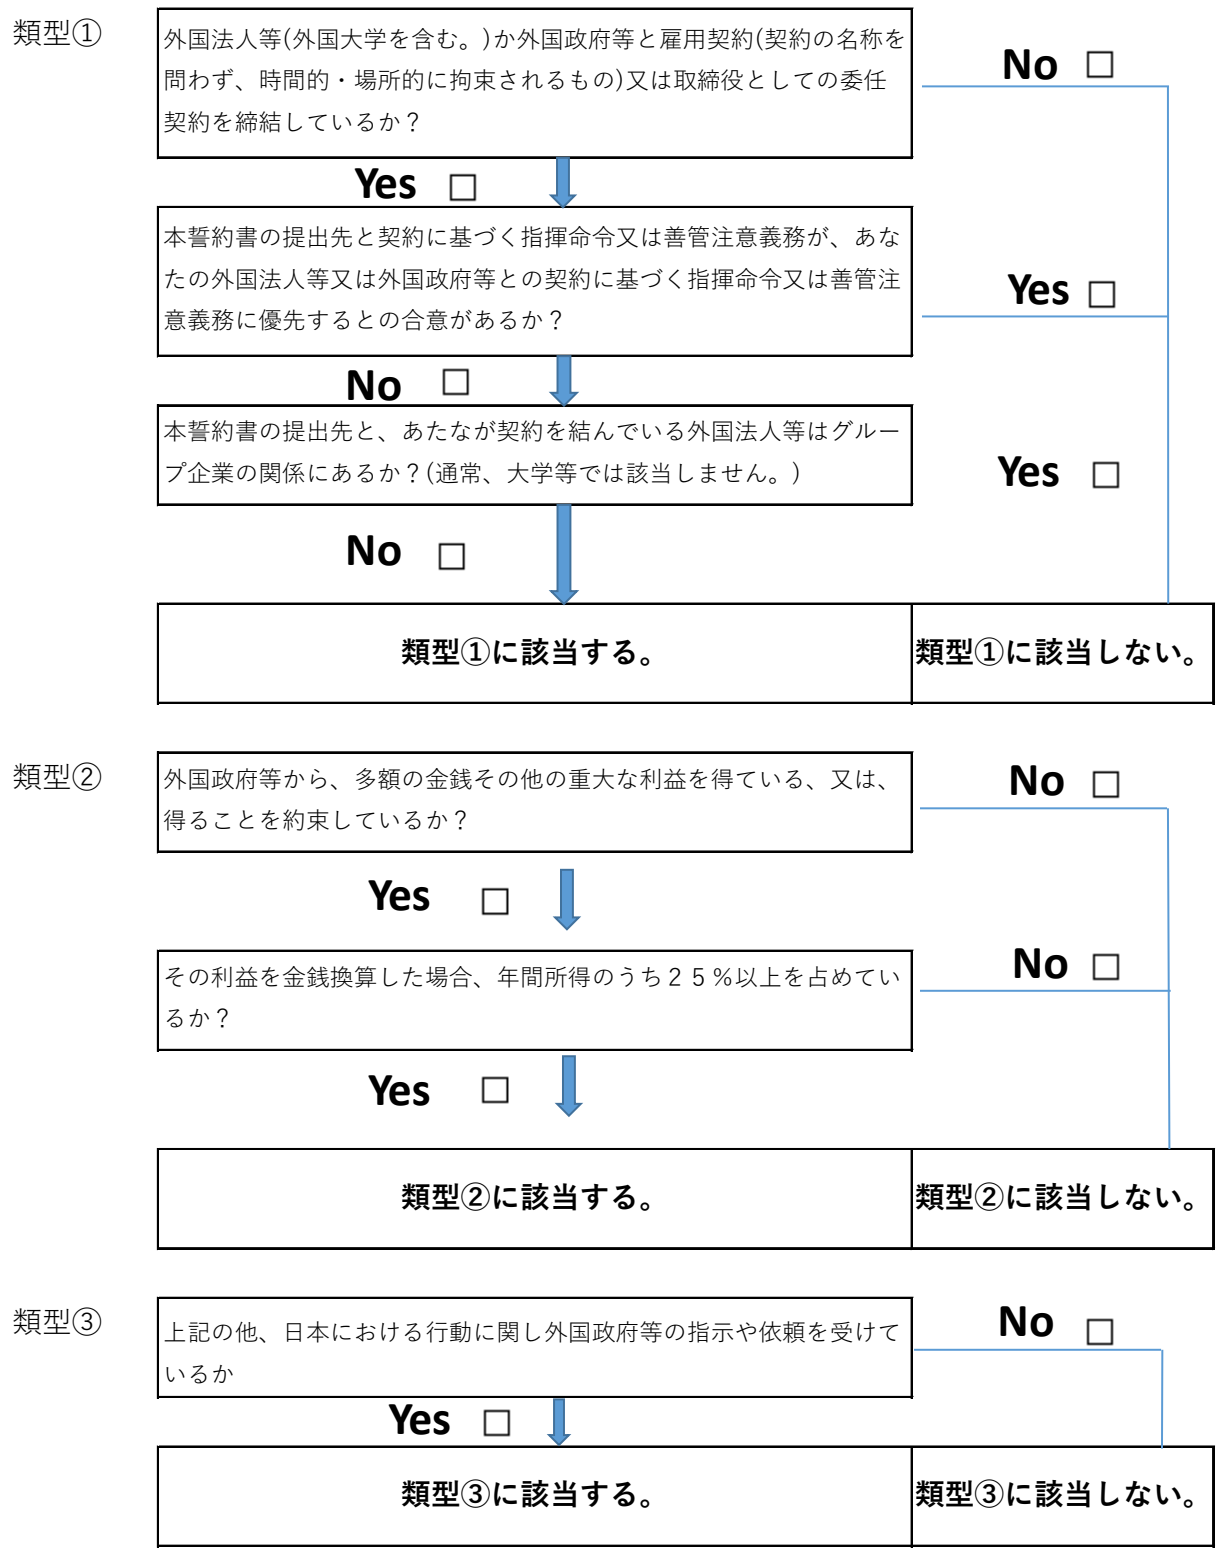 類型①
外国法人等(外国大学を含む。)か外国政府等と雇用契約(契約の名称を
問わず、時間的・場所的に拘束されるもの)又は取締役としての委任
契約を締結しているか？
No □
Yes □
本誓約書の提出先と契約に基づく指揮命令又は善管注意義務が、あな
たの外国法人等又は外国政府等との契約に基づく指揮命令又は善管注
意義務に優先するとの合意があるか？
Yes □
No □
本誓約書の提出先と、あたなが契約を結んでいる外国法人等はグルー
プ企業の関係にあるか？(通常、大学等では該当しません。)
Yes □
No □
類型①に該当する。
類型①に該当しない。
類型②
外国政府等から、多額の金銭その他の重大な利益を得ている、又は、
得ることを約束しているか？
No □
Yes □
その利益を金銭換算した場合、年間所得のうち２５%以上を占めてい
るか？
No □
Yes □
類型②に該当する。
類型②に該当しない。
類型③
上記の他、日本における行動に関し外国政府等の指示や依頼を受けて
いるか
No □
Yes □
類型③に該当する。
類型③に該当しない。